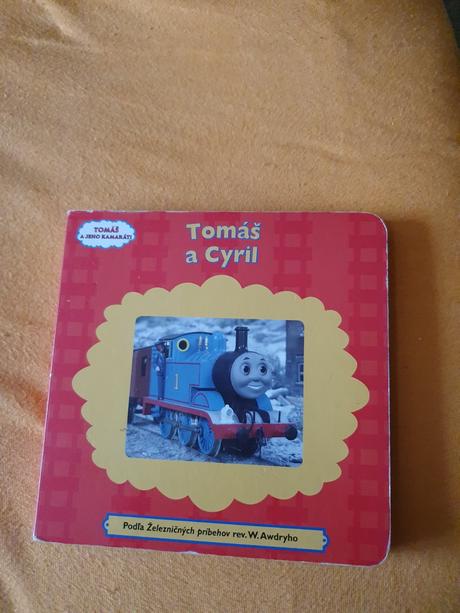 TOMÁŠ
A JEHO KAMARÁTI
Tomáš
a Cyril
1
Podľa Železničných príbehov rev. W. Awdryho